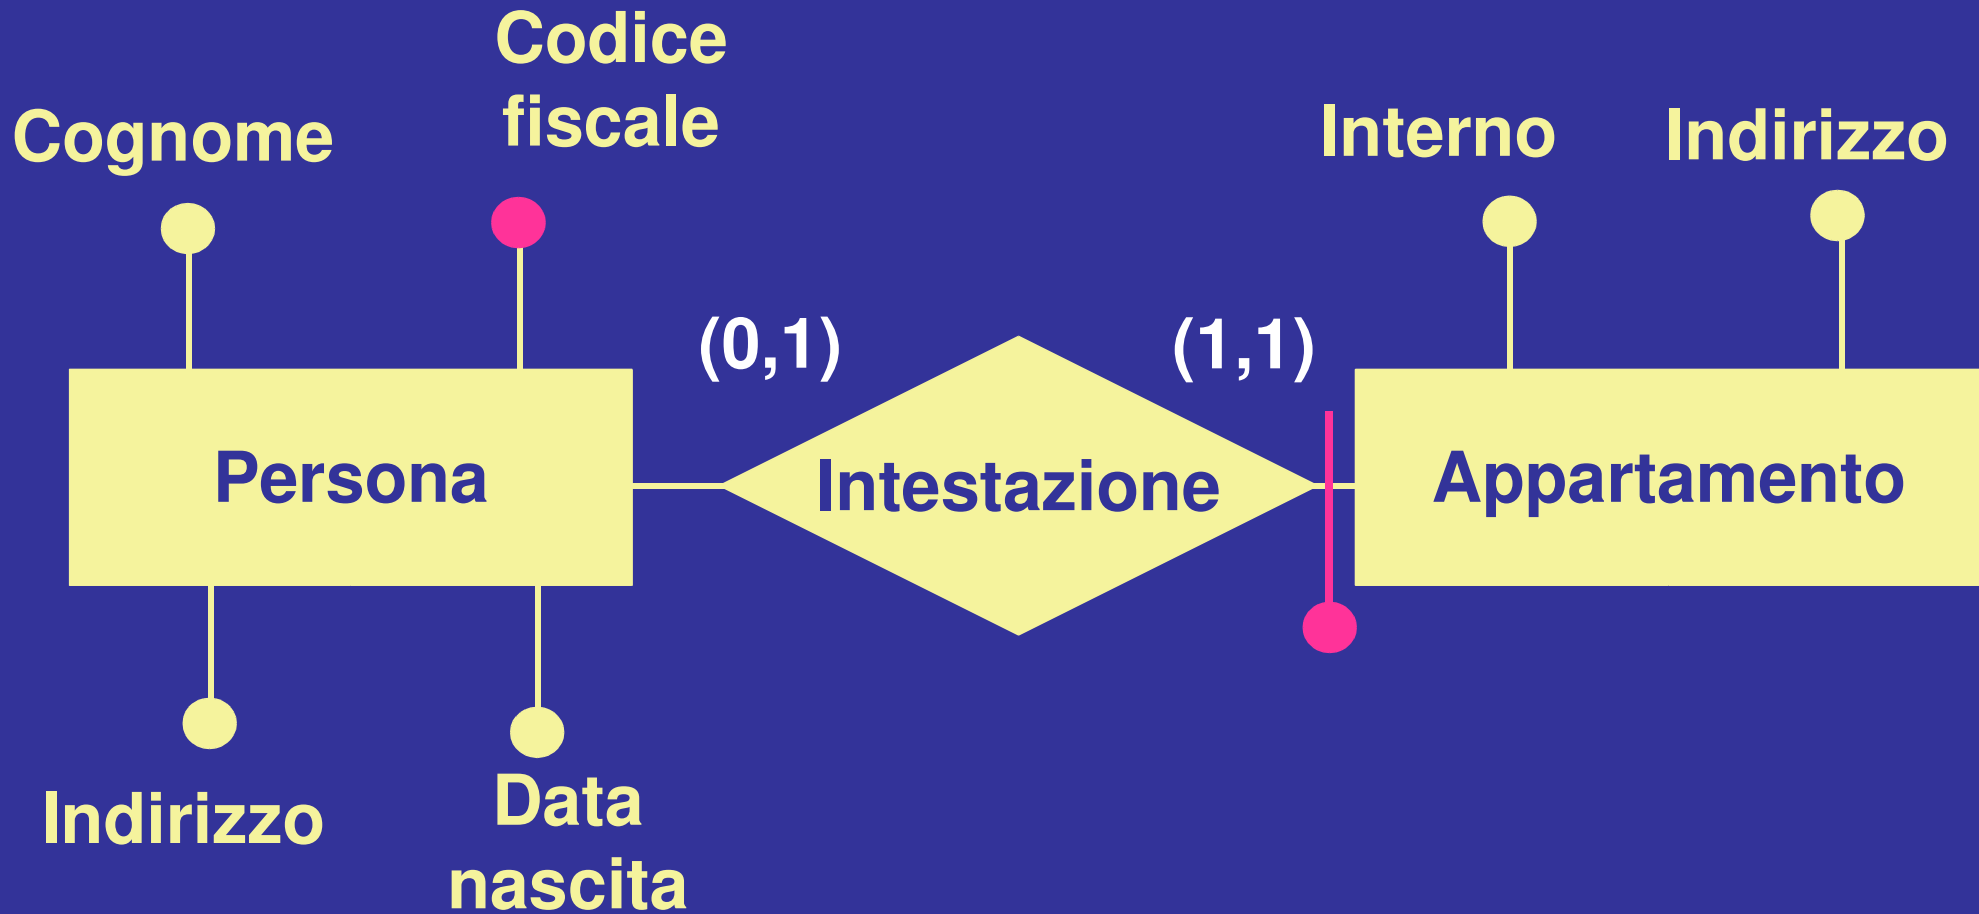 Codice
fiscale
Cognome
Interno
Indirizzo
(0,1)
(1,1)
Persona
Intestazione
Appartamento
Indirizzo
Data
nascita